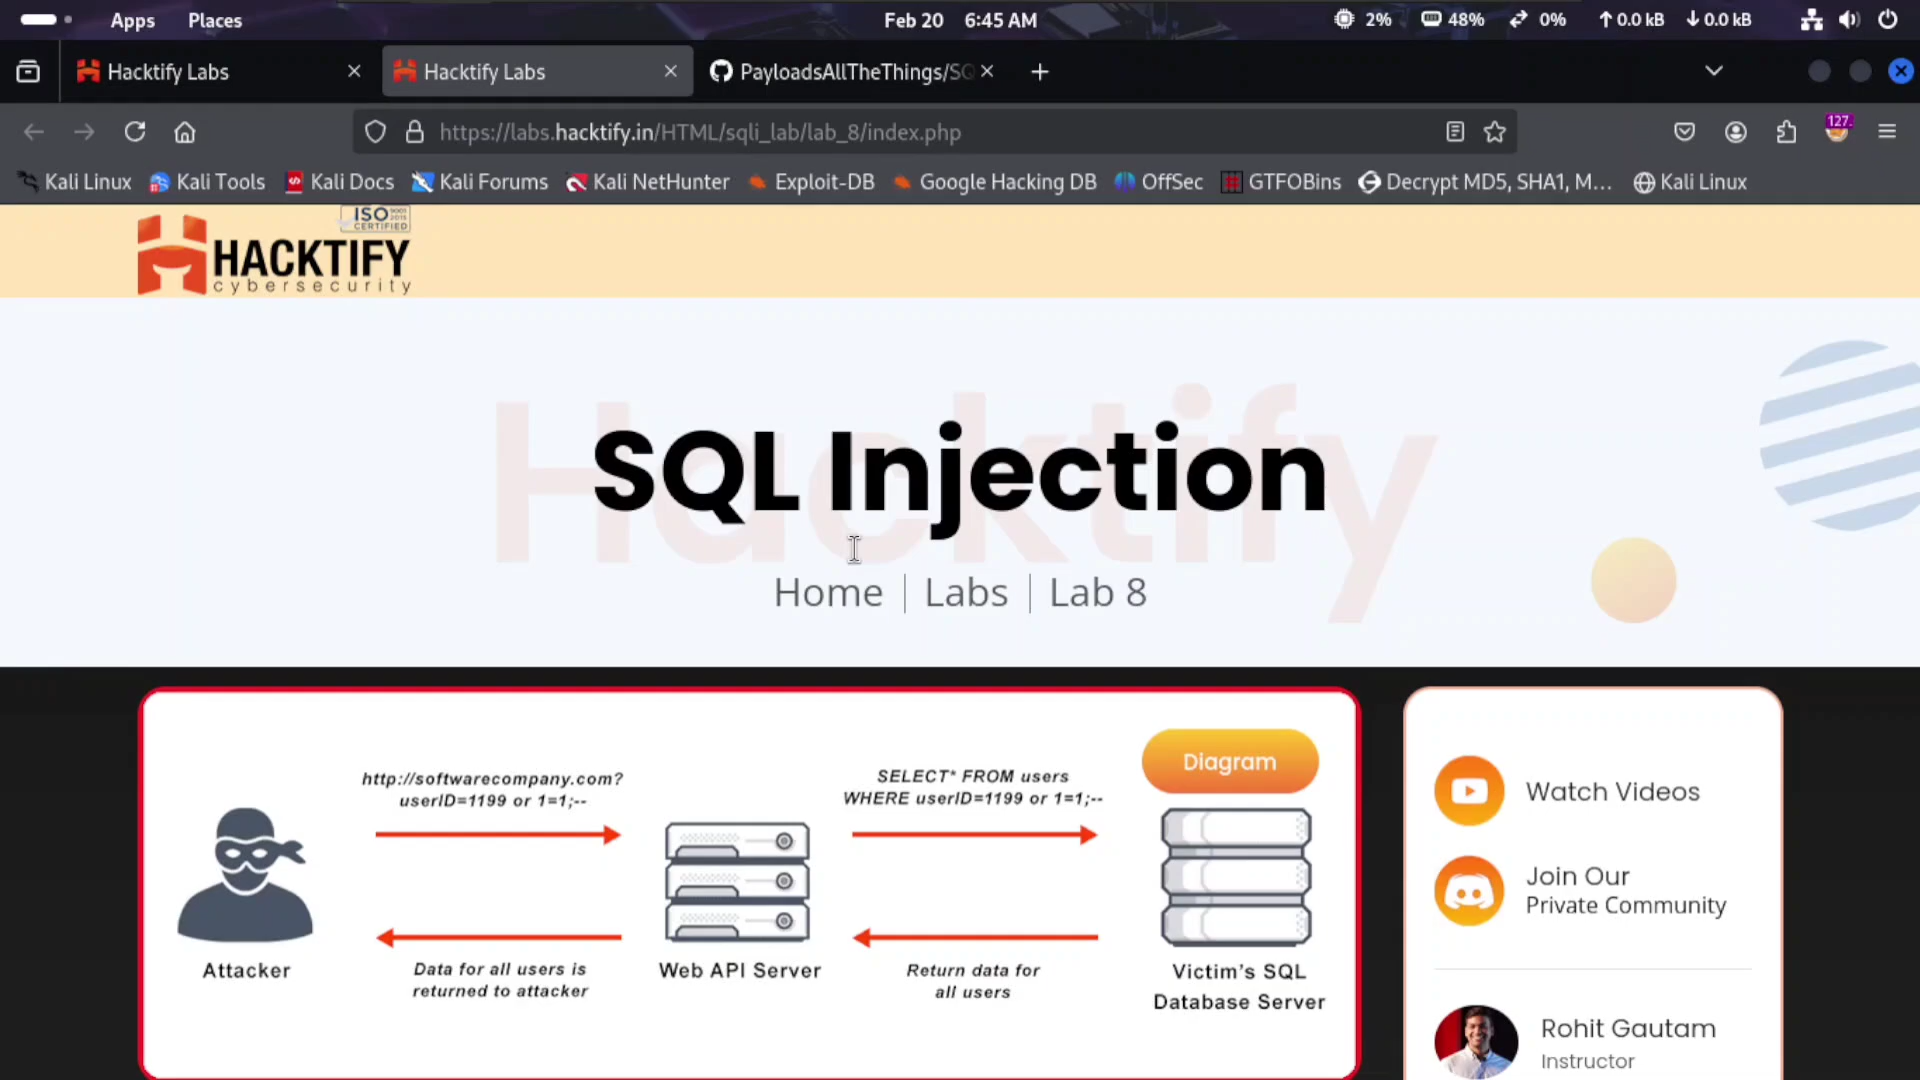 Apps Places Feb 20 6:45 AM 2% 48% 0% ↑0.0 kB ↓0.0 kB
Hacktify Labs Hacktify Labs PayloadsAllTheThings/SQ
https://labs.hacktify.in/HTML/sqli_lab/lab_8/index.php 127.
Kali Linux Kali Tools Kali Docs Kali Forums Kali NetHunter Exploit-DB Google Hacking DB OffSec GTFOBins Decrypt MD5, SHA1, M... Kali Linux
ISO 9001 2015
CERTIFIED
HACKTIFY
cybersecurity
Hacktify
SQL Injection
Home | Labs | Lab 8
Diagram
http://softwarecompany.com?
userID=1199 or 1=1;--
SELECT* FROM users
WHERE userID=1199 or 1=1;--
Attacker
Data for all users is
returned to attacker
Web API Server
Return data for
all users
Victim's SQL
Database Server
Watch Videos
Join Our
Private Community
Rohit Gautam
Instructor